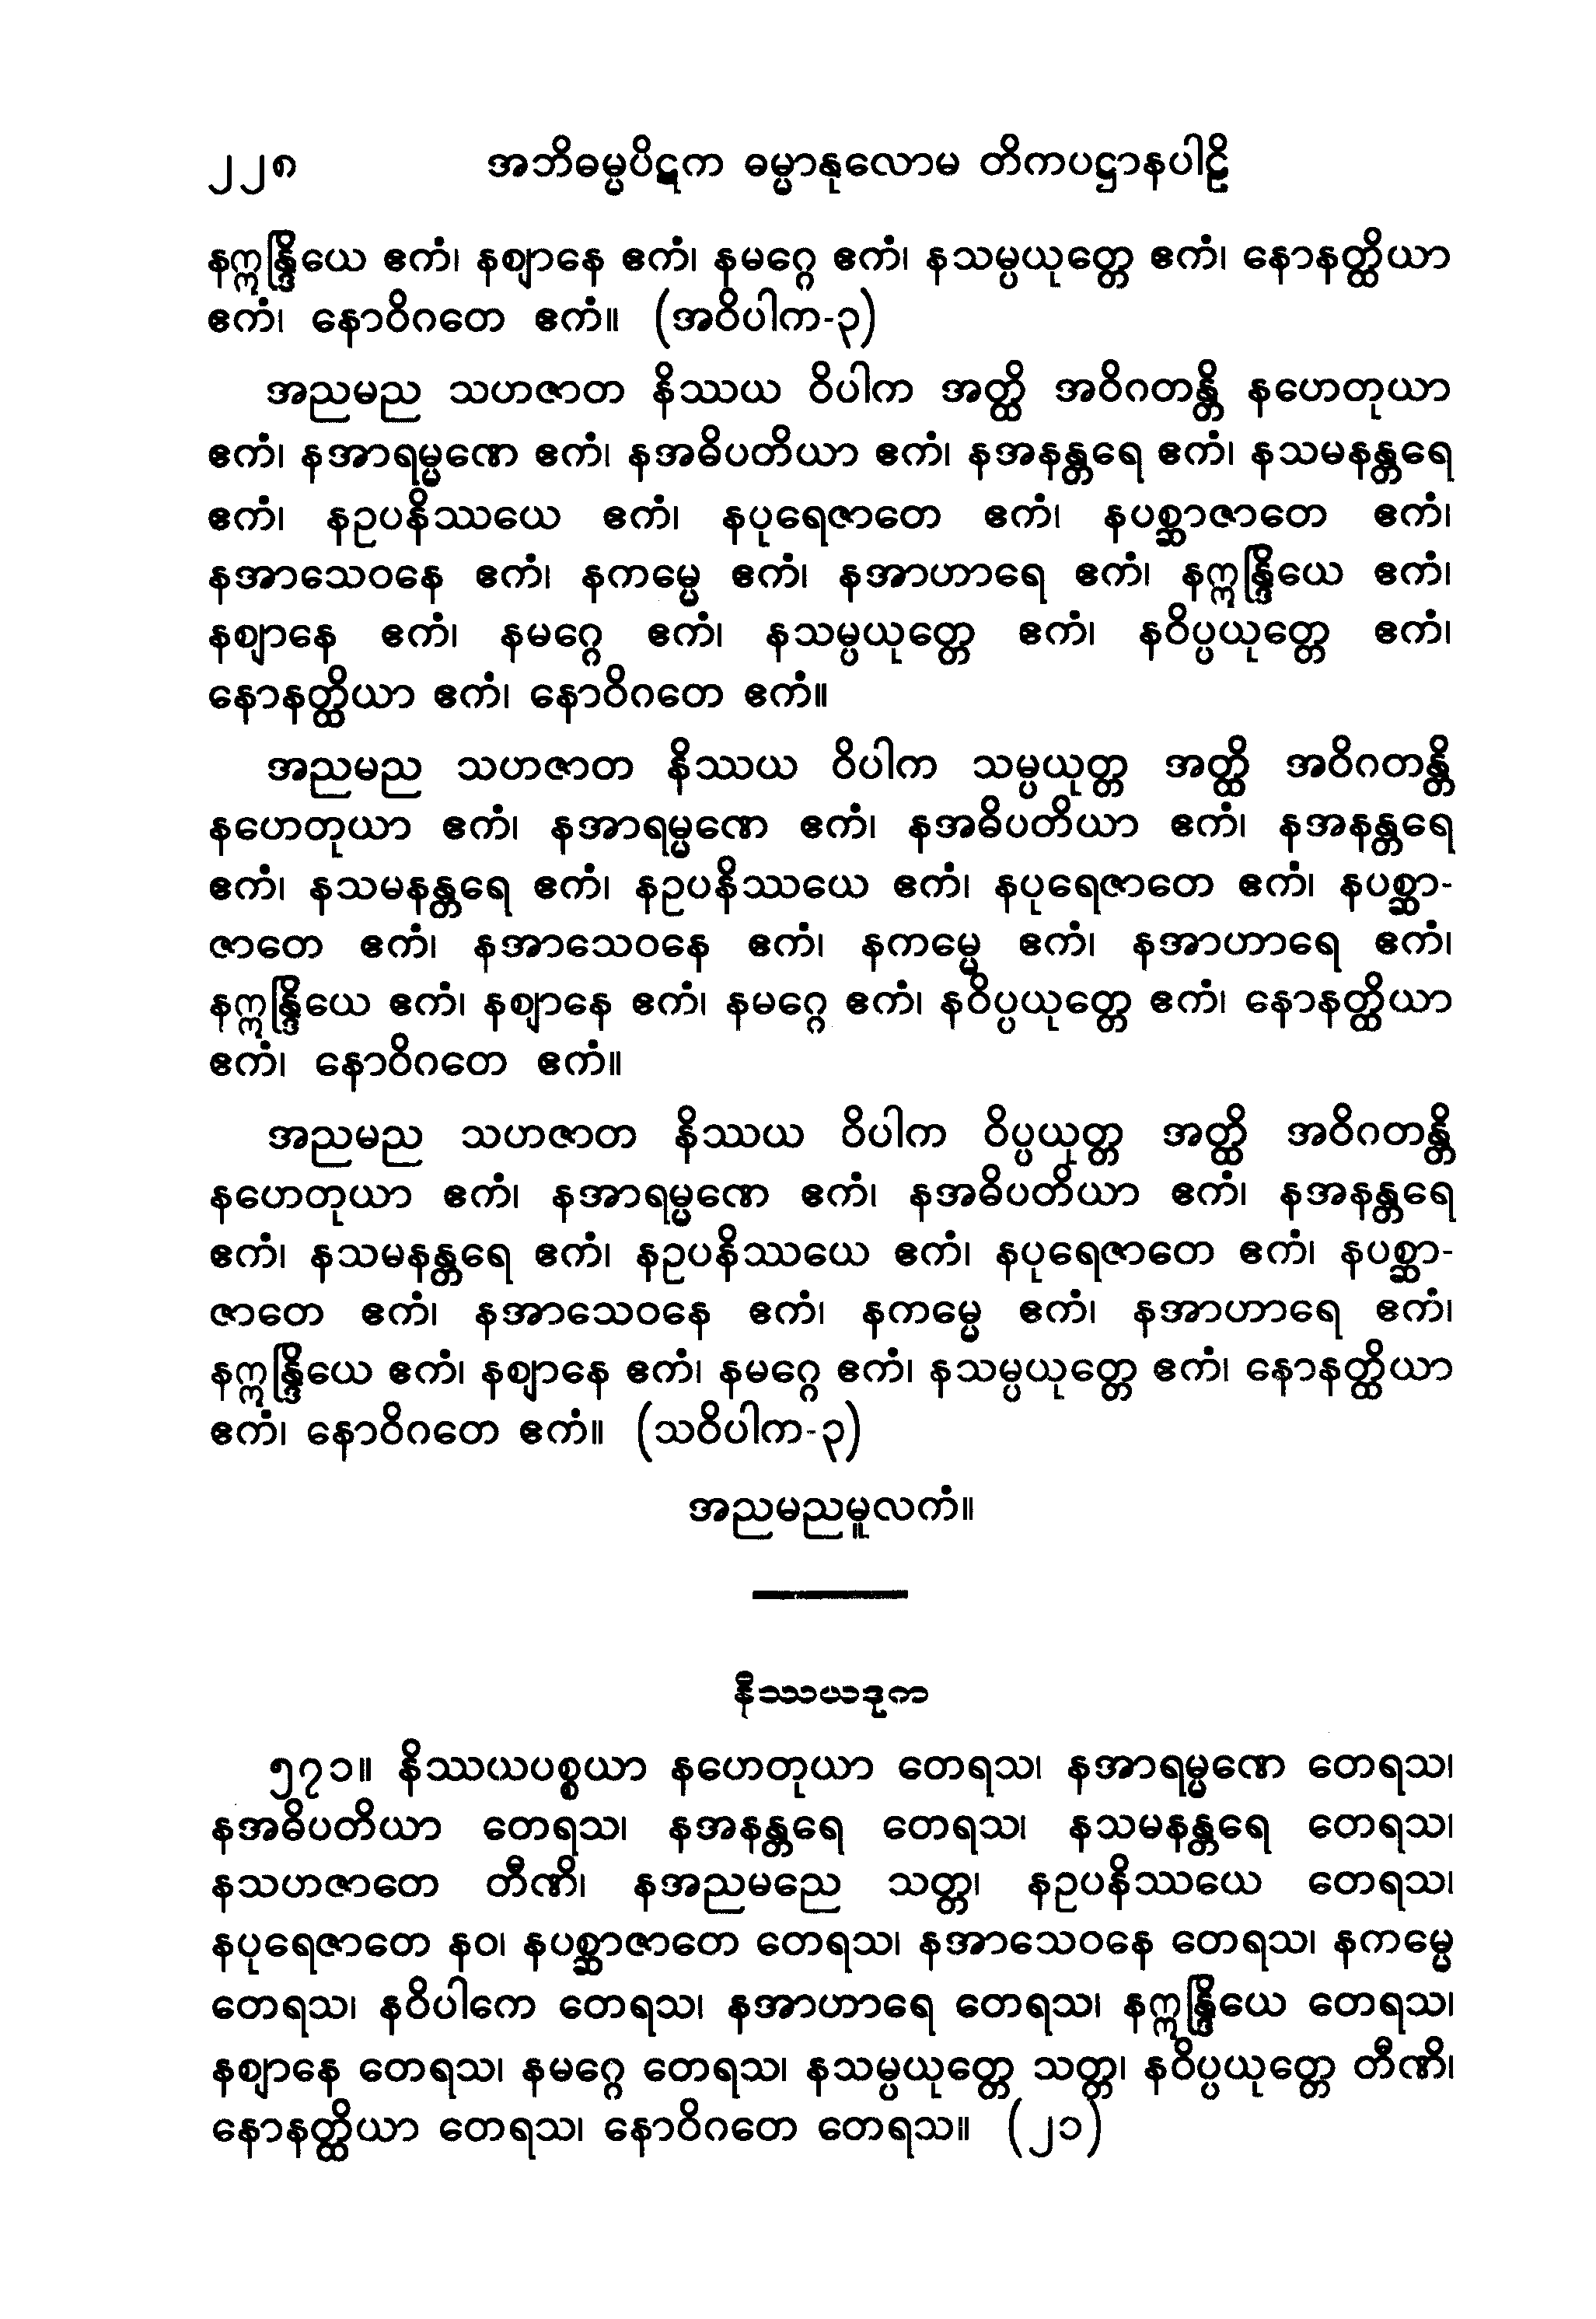 ၂၂၈ အဘိဓမ္မပိဋက ဓမ္မာနုလောမ တိကပဋ္ဌာနပါဠိ
နဣန္ဒြိယေ ဧကံ၊ နဈာနေ ဧကံ၊ နမဂ္ဂေ ဧကံ၊ နသမ္ပယုတ္တေ ဧကံ၊ နောနတ္ထိယာ
ဧကံ၊ နောဝိဂတေ ဧကံ။ (အဝိပါက-၃)
အညမည သဟဇာတ နိဿယ ဝိပါက အတ္ထိ အဝိဂတန္တိ နဟေတုယာ
ဧကံ၊ နအာရမ္မဏေ ဧကံ၊ နအဓိပတိယာ ဧကံ၊ နအနန္တရေ ဧကံ၊ နသမနန္တရေ
ဧကံ၊ နဥပနိဿယေ ဧကံ၊ နပုရေဇာတေ ဧကံ၊ နပစ္ဆာဇာတေ ဧကံ၊
နအာသေဝနေ ဧကံ၊ နကမ္မေ ဧကံ၊ နအာဟာရေ ဧကံ၊ နဣန္ဒြိယေ ဧကံ၊
နဈာနေ ဧကံ၊ နမဂ္ဂေ ဧကံ၊ နသမ္ပယုတ္တေ ဧကံ၊ နဝိပ္ပယုတ္တေ ဧကံ၊
နောနတ္ထိယာ ဧကံ၊ နောဝိဂတေ ဧကံ။
အညမည သဟဇာတ နိဿယ ဝိပါက သမ္ပယုတ္တ အတ္ထိ အဝိဂတန္တိ
နဟေတုယာ ဧကံ၊ နအာရမ္မဏေ ဧကံ၊ နအဓိပတိယာ ဧကံ၊ နအနန္တရေ
ဧကံ၊ နသမနန္တရေ ဧကံ၊ နဥပနိဿယေ ဧကံ၊ နပုရေဇာတေ ဧကံ၊ နပစ္ဆာ-
ဇာတေ ဧကံ၊ နအာသေဝနေ ဧကံ၊ နကမ္မေ ဧကံ၊ နအာဟာရေ ဧကံ၊
နဣန္ဒြိယေ ဧကံ၊ နဈာနေ ဧကံ၊ နမဂ္ဂေ ဧကံ၊ နဝိပ္ပယုတ္တေ ဧကံ၊ နောနတ္ထိယာ
ဧကံ၊ နောဝိဂတေ ဧကံ။
အညမည သဟဇာတ နိဿယ ဝိပါက ဝိပ္ပယုတ္တ အတ္ထိ အဝိဂတန္တိ
နဟေတုယာ ဧကံ၊ နအာရမ္မဏေ ဧကံ၊ နအဓိပတိယာ ဧကံ၊ နအနန္တရေ
ဧကံ၊ နသမနန္တရေ ဧကံ၊ နဥပနိဿယေ ဧကံ၊ နပုရေဇာတေ ဧကံ၊ နပစ္ဆာ-
ဇာတေ ဧကံ၊ နအာသေဝနေ ဧကံ၊ နကမ္မေ ဧကံ၊ နအာဟာရေ ဧကံ၊
နဣန္ဒြိယေ ဧကံ၊ နဈာနေ ဧကံ၊ နမဂ္ဂေ ဧကံ၊ နသမ္ပယုတ္တေ ဧကံ၊ နောနတ္ထိယာ
ဧကံ၊ နောဝိဂတေ ဧကံ။ (သဝိပါက-၃)
အညမညမူလကံ။
နိဿယဒုက
၅၇၁။ နိဿယပစ္စယာ နဟေတုယာ တေရသ၊ နအာရမ္မဏေ တေရသ၊
နအဓိပတိယာ တေရသ၊ နအနန္တရေ တေရသ၊ နသမနန္တရေ တေရသ၊
နသဟဇာတေ တီဏိ၊ နအညမညေ သတ္တ၊ နဥပနိဿယေ တေရသ၊
နပုရေဇာတေ နဝ၊ နပစ္ဆာဇာတေ တေရသ၊ နအာသေဝနေ တေရသ၊ နကမ္မေ
တေရသ၊ နဝိပါကေ တေရသ၊ နအာဟာရေ တေရသ၊ နဣန္ဒြိယေ တေရသ၊
နဈာနေ တေရသ၊ နမဂ္ဂေ တေရသ၊ နသမ္ပယုတ္တေ သတ္တ၊ နဝိပ္ပယုတ္တေ တီဏိ၊
နောနတ္ထိယာ တေရသ၊ နောဝိဂတေ တေရသ။ (၂၁)